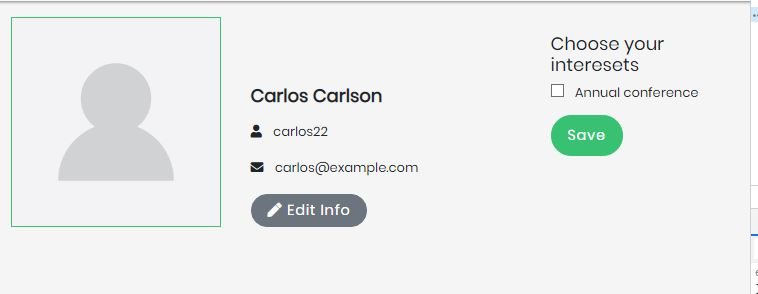 Choose your
interesets
Annual conference
Save
Carlos Carlson
carlos22
carlos@example.com
Edit Info